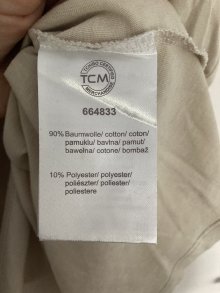 TCM
664833
90% Baumwolle/ cotton/ coton/
pamuklu/ bavlna/ pamut/
bawełna/ cotone/ bombaž
10% Polyester/ polyester/
poliészter/ poliester/
poliestere